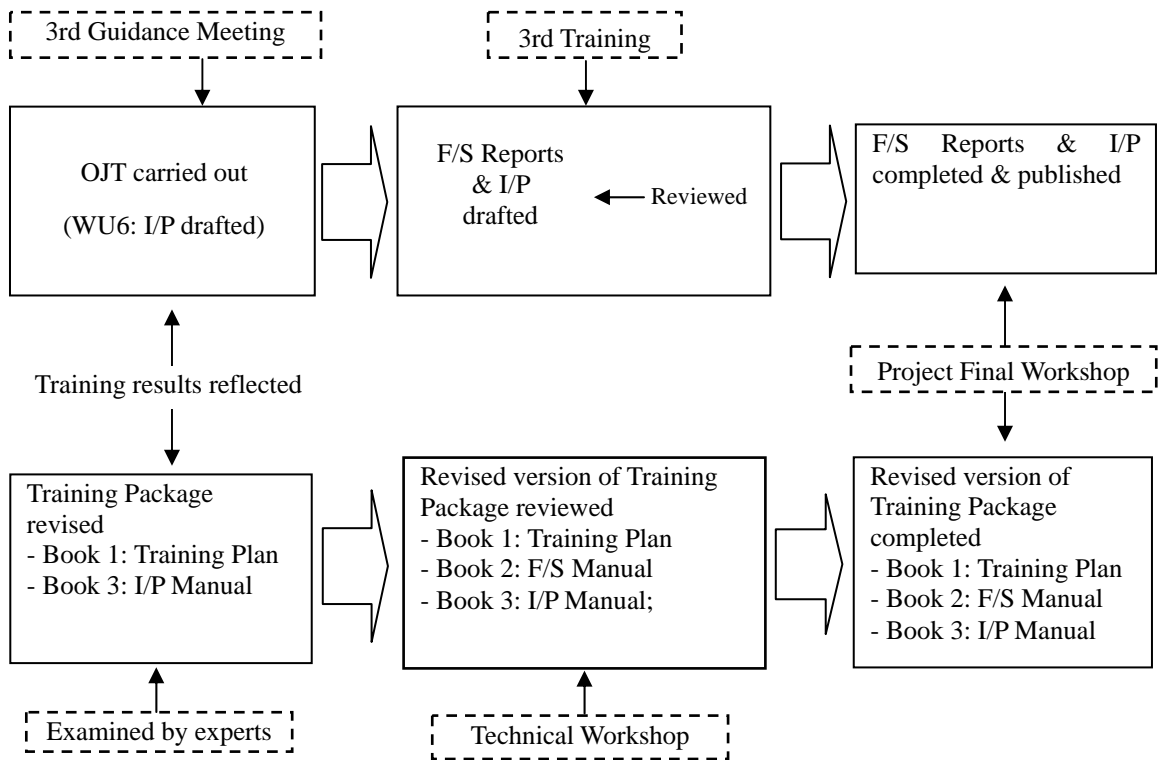 3rd Guidance Meeting
3rd Training
OJT carried out
(WU6: I/P drafted)
F/S Reports
& I/P
drafted
Reviewed
F/S Reports & I/P
completed & published
Training results reflected
Project Final Workshop
Training Package
revised
- Book 1: Training Plan
- Book 3: I/P Manual
Revised version of Training
Package reviewed
- Book 1: Training Plan
- Book 2: F/S Manual
- Book 3: I/P Manual;
Revised version of
Training Package
completed
- Book 1: Training Plan
- Book 2: F/S Manual
- Book 3: I/P Manual
Examined by experts
Technical Workshop